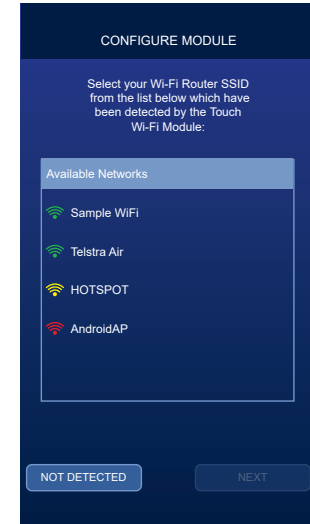 CONFIGURE MODULE
Select your Wi-Fi Router SSID
from the list below which have
been detected by the Touch
Wi-Fi Module:
Available Networks
Sample WiFi
Telstra Air
HOTSPOT
AndroidAP
NOT DETECTED
NEXT